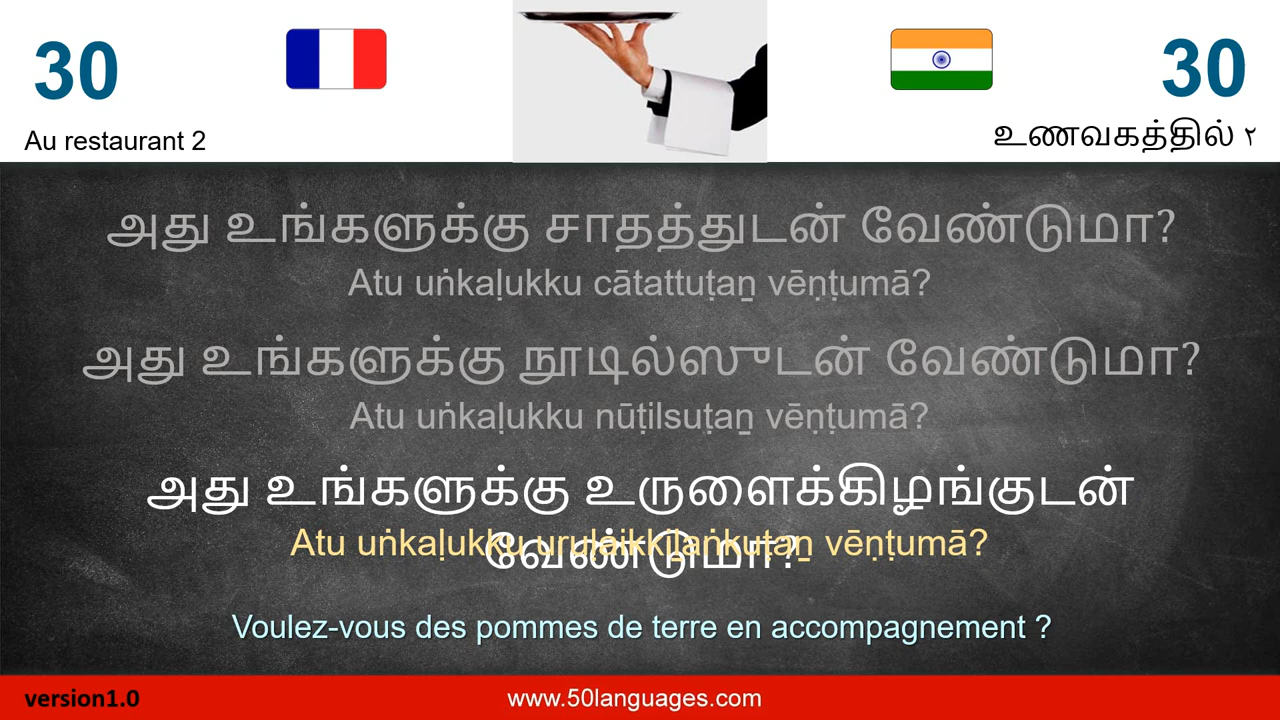 30
30
Au restaurant 2
உணவகத்தில் ٢
அது உங்களுக்கு சாதத்துடன் வேண்டுமா?
Atu uṅkaḷukku cātattuṭaṉ vēṇṭumā?
அது உங்களுக்கு நூடில்ஸுடன் வேண்டுமா?
Atu uṅkaḷukku nūṭilsuṭaṉ vēṇṭumā?
அது உங்களுக்கு உருளைக்கிழங்குடன்
வேண்டுமா?
Atu uṅkaḷukku uruḷaikkiḻaṅkuṭaṉ vēṇṭumā?
Voulez-vous des pommes de terre en accompagnement ?
version1.0
www.50languages.com